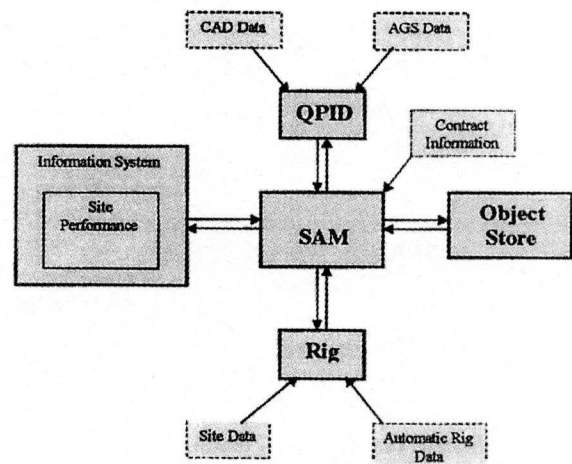 CAD Data
AGS Data
QPID
Contract
Information
Information System
Site
Performance
SAM
Object
Store
Rig
Site Data
Automatic Rig
Data